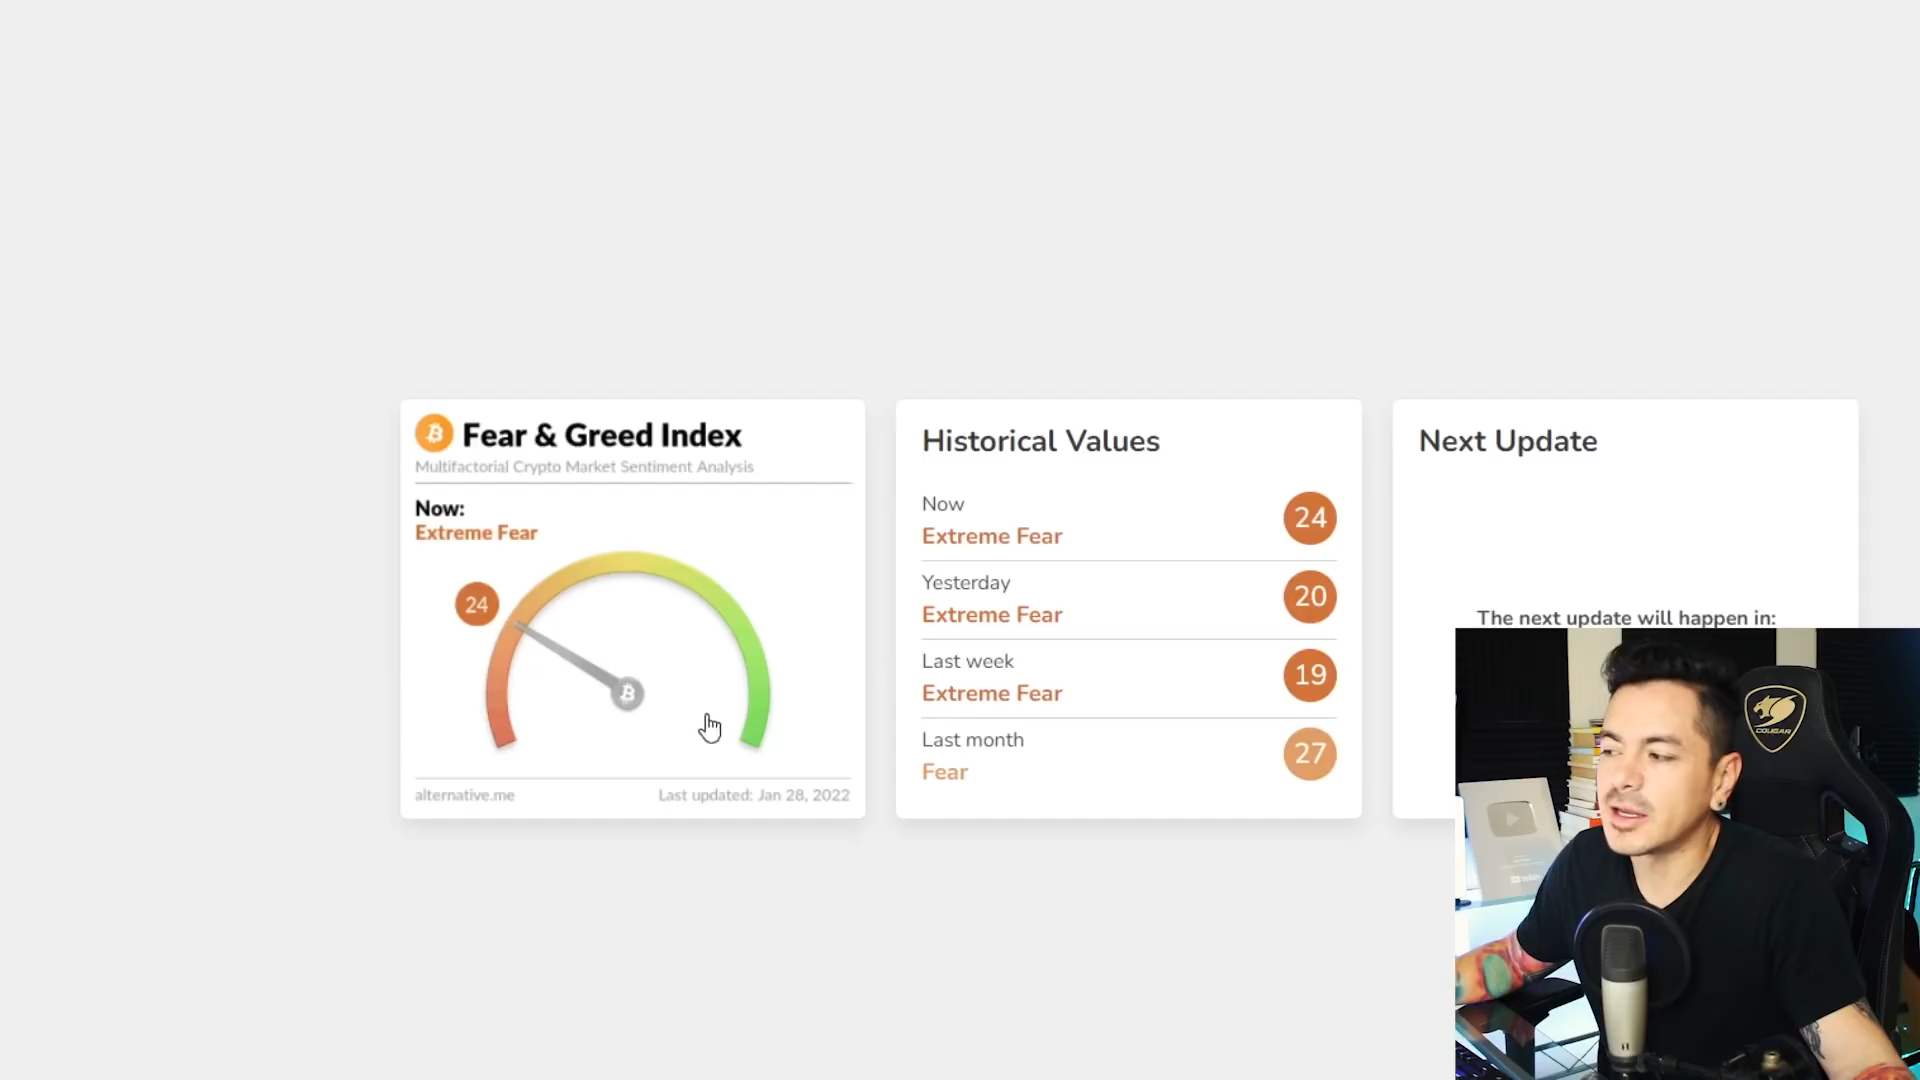 Fear & Greed Index
Multifactorial Crypto Market Sentiment Analysis
Now:
Extreme Fear
24
alternative.me
Last updated: Jan 28, 2022
Historical Values
Now
Extreme Fear
24
Yesterday
Extreme Fear
20
Last week
Extreme Fear
19
Last month
Fear
27
Next Update
The next update will happen in:
COUGAR